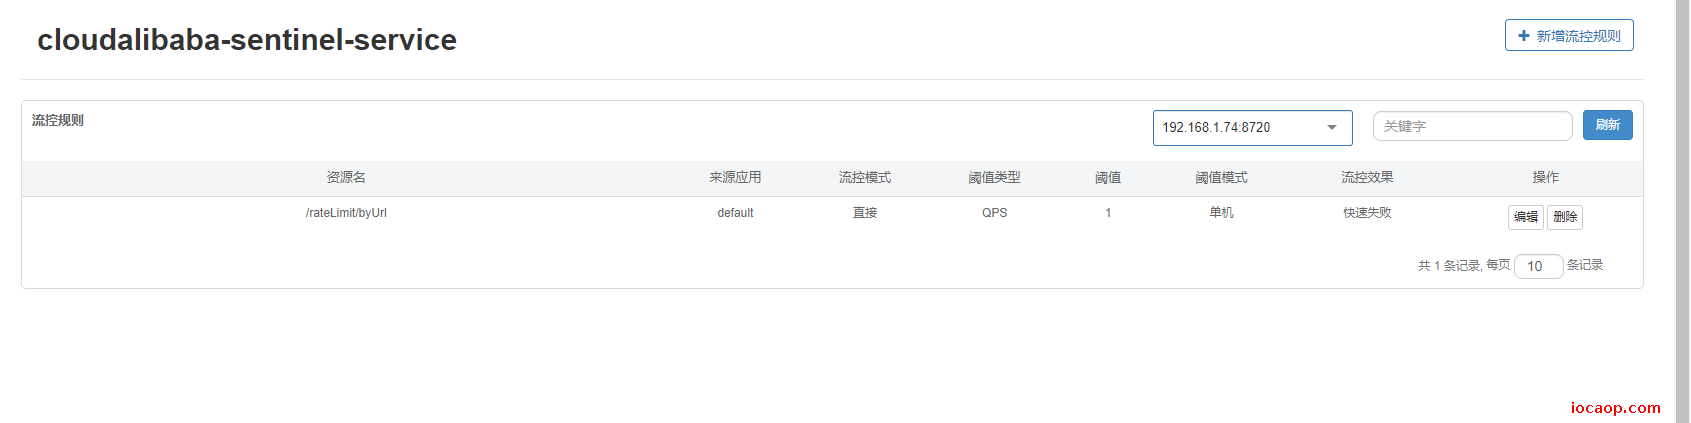 cloudalibaba-sentinel-service
+ 新增流控规则
流控规则
192.168.1.74:8720
关键字
刷新
资源名 来源应用 流控模式 阈值类型 阈值 阈值模式 流控效果 操作
/rateLimit/byUrl default 直接 QPS 1 单机 快速失败 编辑 删除
共 1 条记录, 每页 10 条记录
iocaop.com